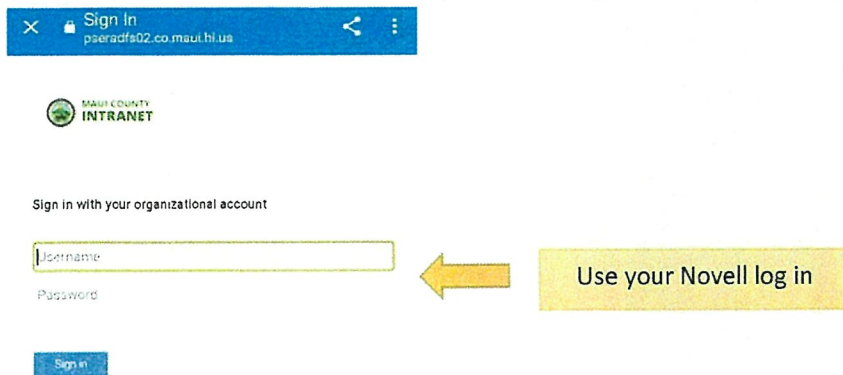 Sign In
pseradfs02.co.maui.hi.us
MAUI COUNTY
INTRANET
Sign in with your organizational account
Username
Use your Novell log in
Password
Sign in